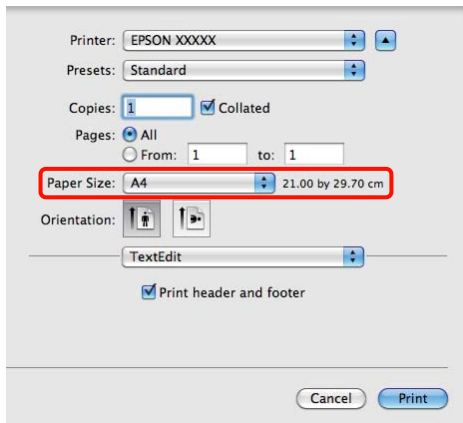 Printer: EPSON XXXXX
Presets: Standard
Copies: 1 Collated
Pages: All
From: 1 to: 1
Paper Size: A4 21.00 by 29.70 cm
Orientation:
TextEdit
Print header and footer
Cancel Print